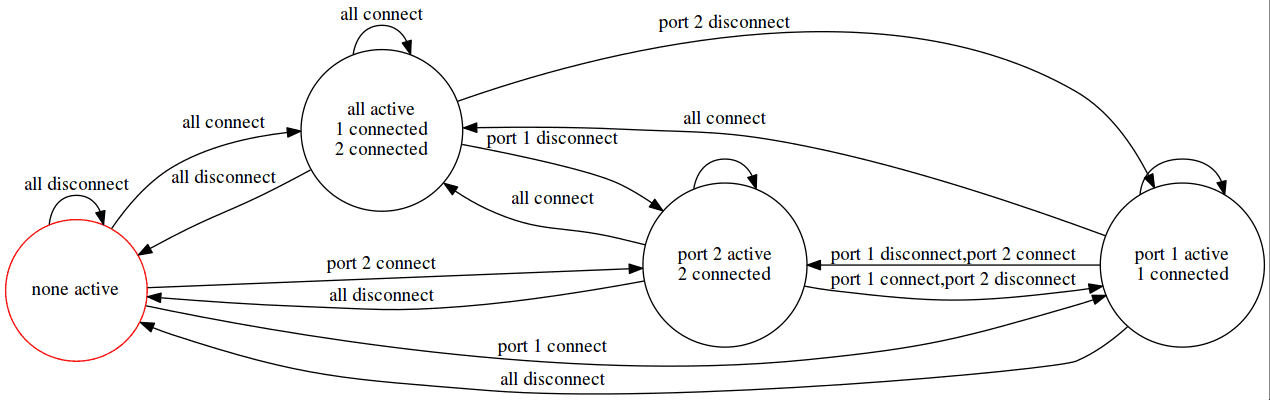 all connect
port 2 disconnect
all active
1 connected
2 connected
all connect
all connect
port 1 disconnect
all disconnect
all disconnect
all connect
port 2 active
2 connected
port 1 disconnect,port 2 connect
port 1 active
1 connected
port 2 connect
none active
port 1 connect,port 2 disconnect
all disconnect
port 1 connect
all disconnect